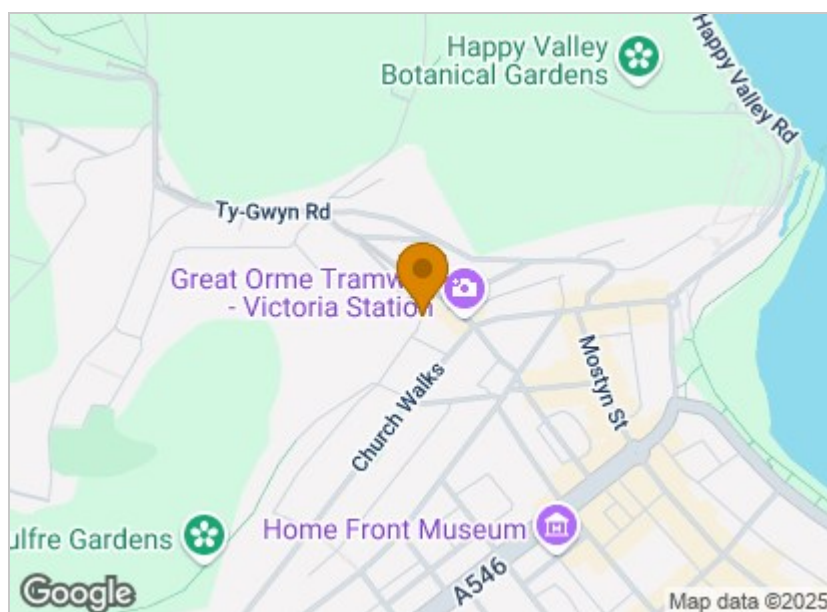 Happy Valley
Botanical Gardens
Happy Valley Rd
Ty-Gwyn Rd
Great Orme Tramw
- Victoria Station
Mostyn St
Church Walks
ulfre Gardens
Home Front Museum
A546
Google
Map data ©2025